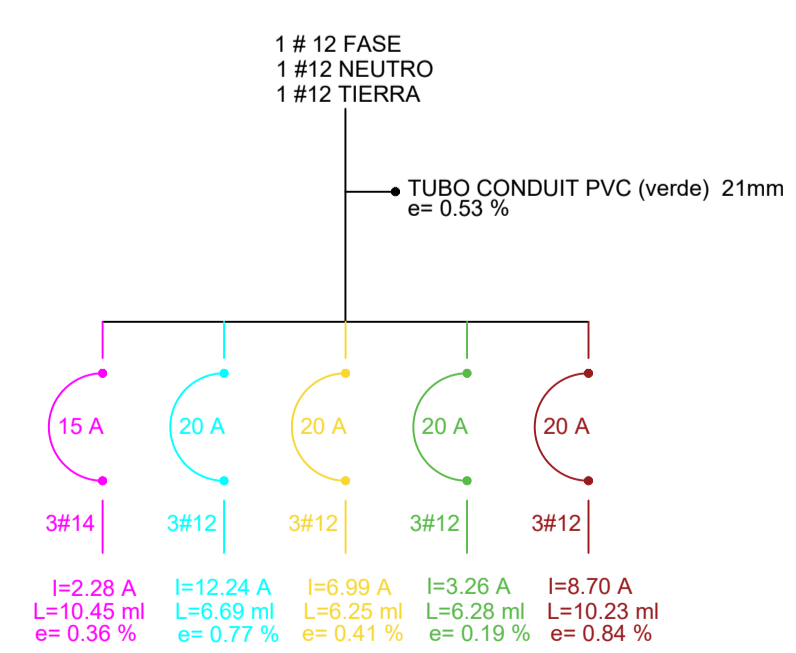 1 # 12 FASE
1 #12 NEUTRO
1 #12 TIERRA
TUBO CONDUIT PVC (verde)  21mm
e= 0.53 %
15 A
20 A
20 A
20 A
20 A
3#14
3#12
3#12
3#12
3#12
I=2.28 A
L=10.45 ml
e= 0.36 %
I=12.24 A
L=6.69 ml
e= 0.77 %
I=6.99 A
L=6.25 ml
e= 0.41 %
I=3.26 A
L=6.28 ml
e= 0.19 %
I=8.70 A
L=10.23 ml
e= 0.84 %